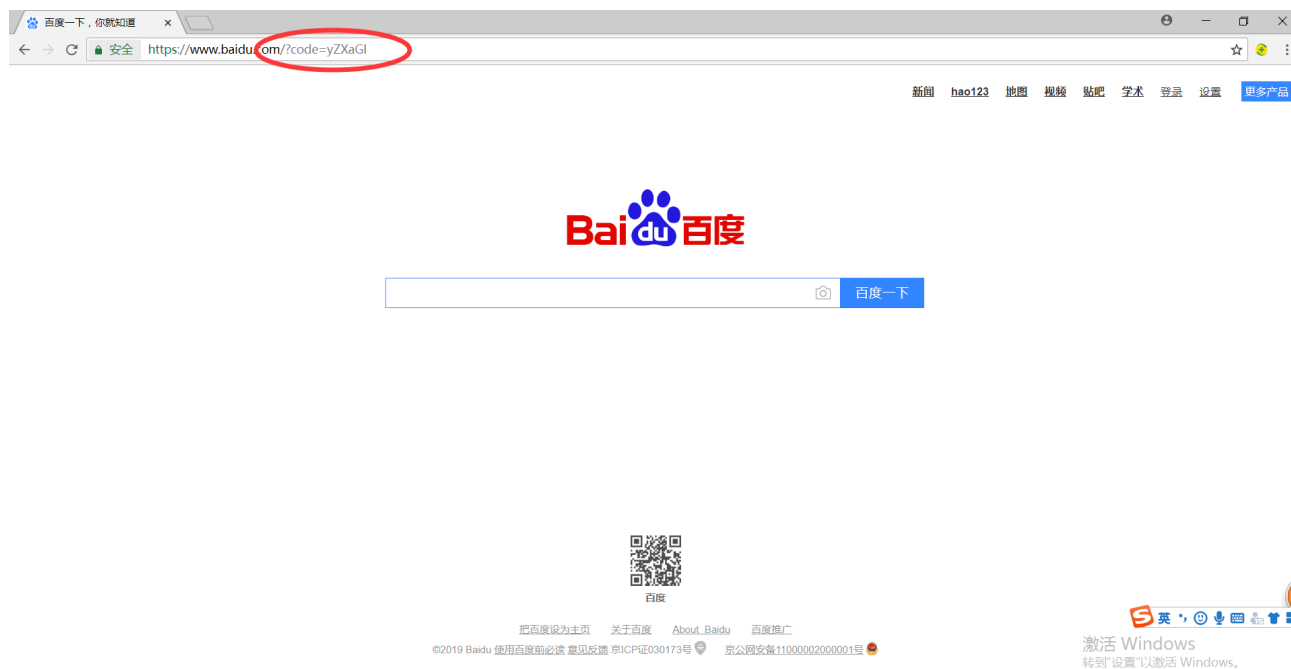 百度一下，你就知道
安全 https://www.baidu.com/?code=yZXaGl
新闻 hao123 地图 视频 贴吧 学术 登录 设置 更多产品
Bai du 百度
百度一下
百度
把百度设为主页 关于百度 About Baidu 百度推广
©2019 Baidu 使用百度前必读 意见反馈 京ICP证030173号 京公网安备11000002000001号
英
激活 Windows
转到"设置"以激活 Windows。